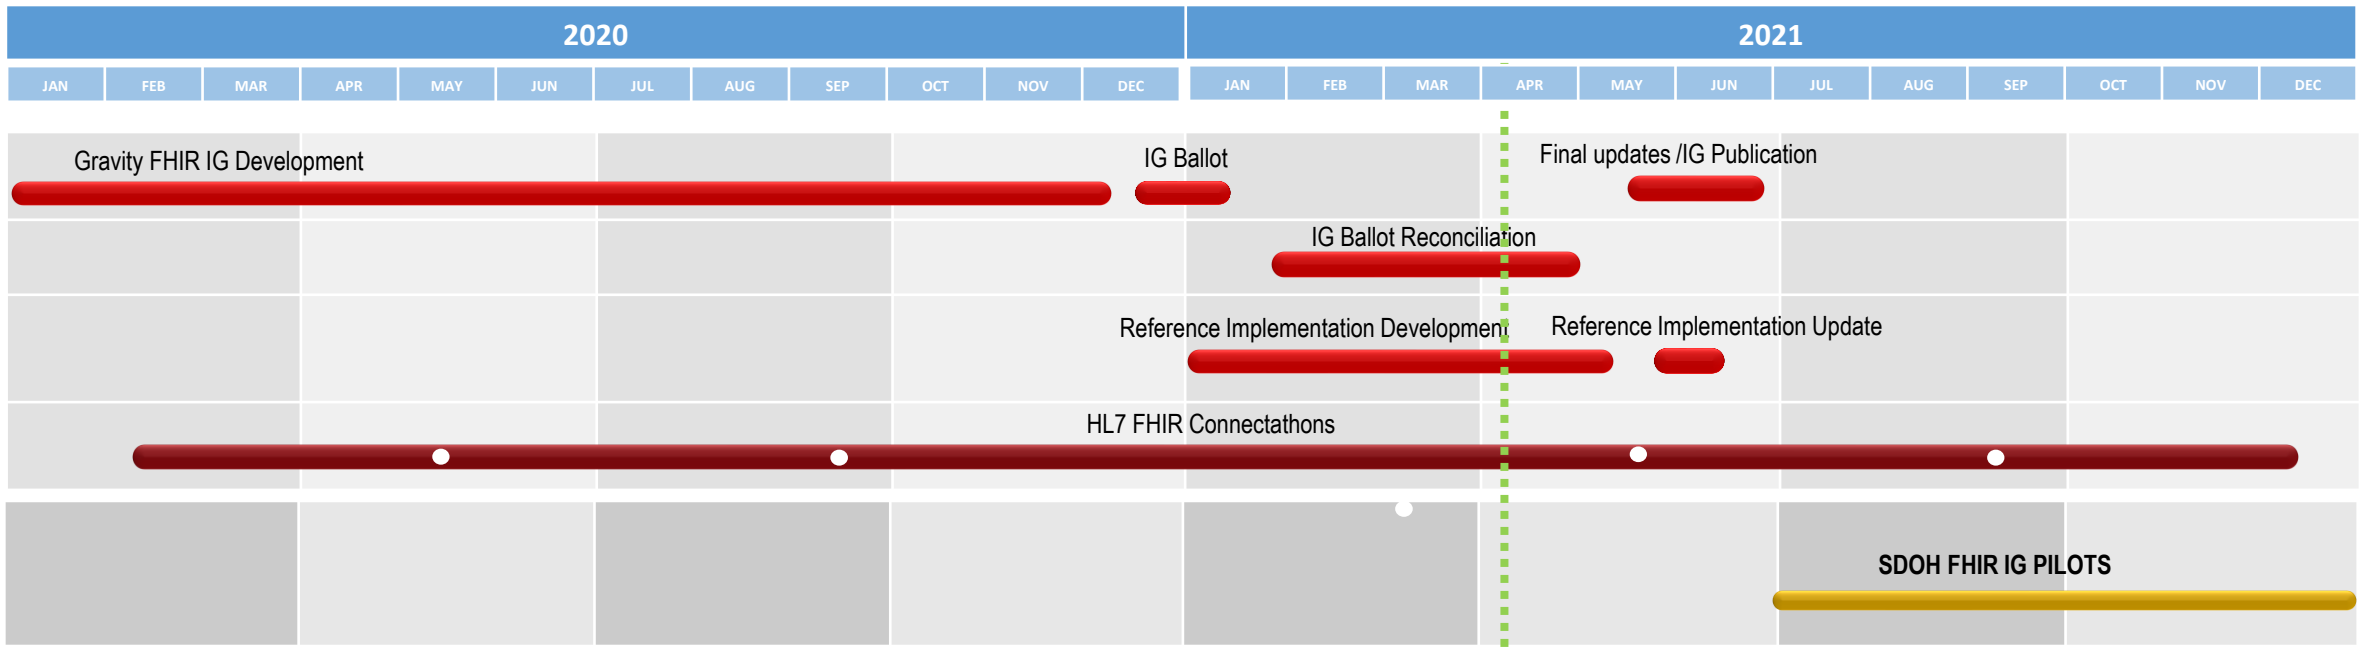 2020 2021
JAN FEB MAR APR MAY JUN JUL AUG SEP OCT NOV DEC JAN FEB MAR APR MAY JUN JUL AUG SEP OCT NOV DEC
Gravity FHIR IG Development
IG Ballot
Final updates /IG Publication
IG Ballot Reconciliation
Reference Implementation Development
Reference Implementation Update
HL7 FHIR Connectathons
SDOH FHIR IG PILOTS